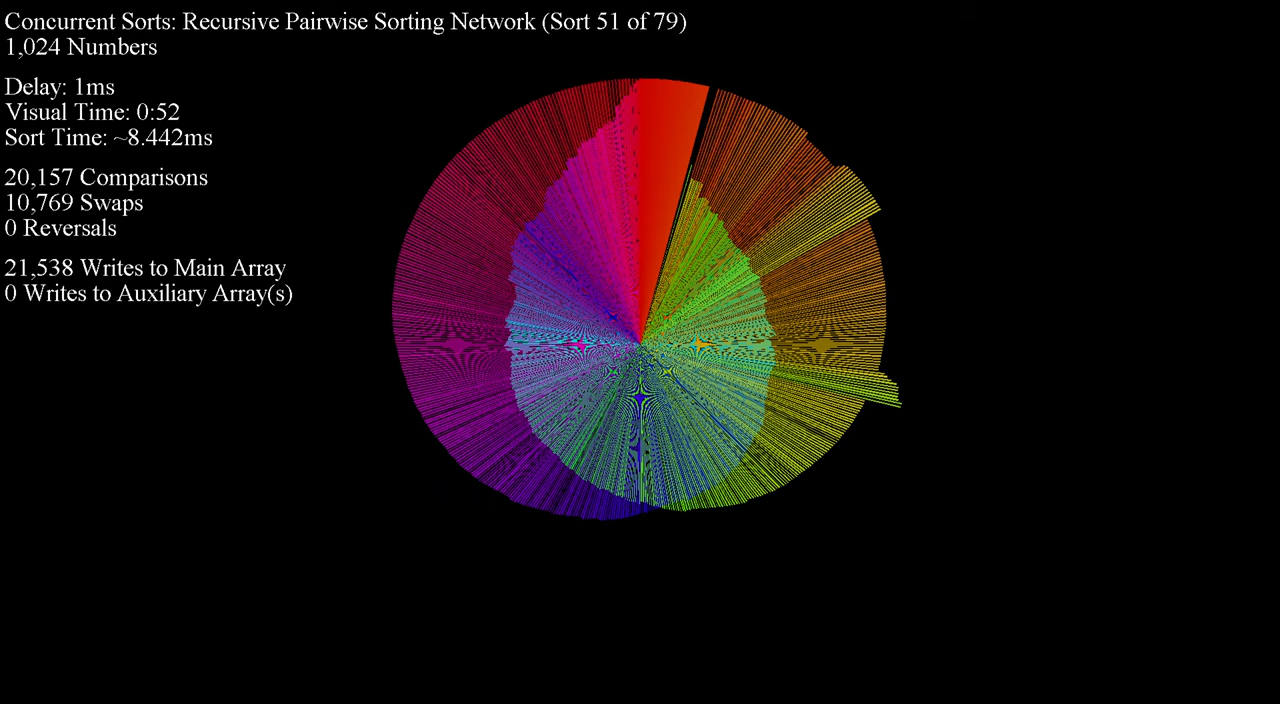 Concurrent Sorts: Recursive Pairwise Sorting Network (Sort 51 of 79)
1,024 Numbers
Delay: 1ms
Visual Time: 0:52
Sort Time: ~8.442ms
20,157 Comparisons
10,769 Swaps
0 Reversals
21,538 Writes to Main Array
0 Writes to Auxiliary Array(s)